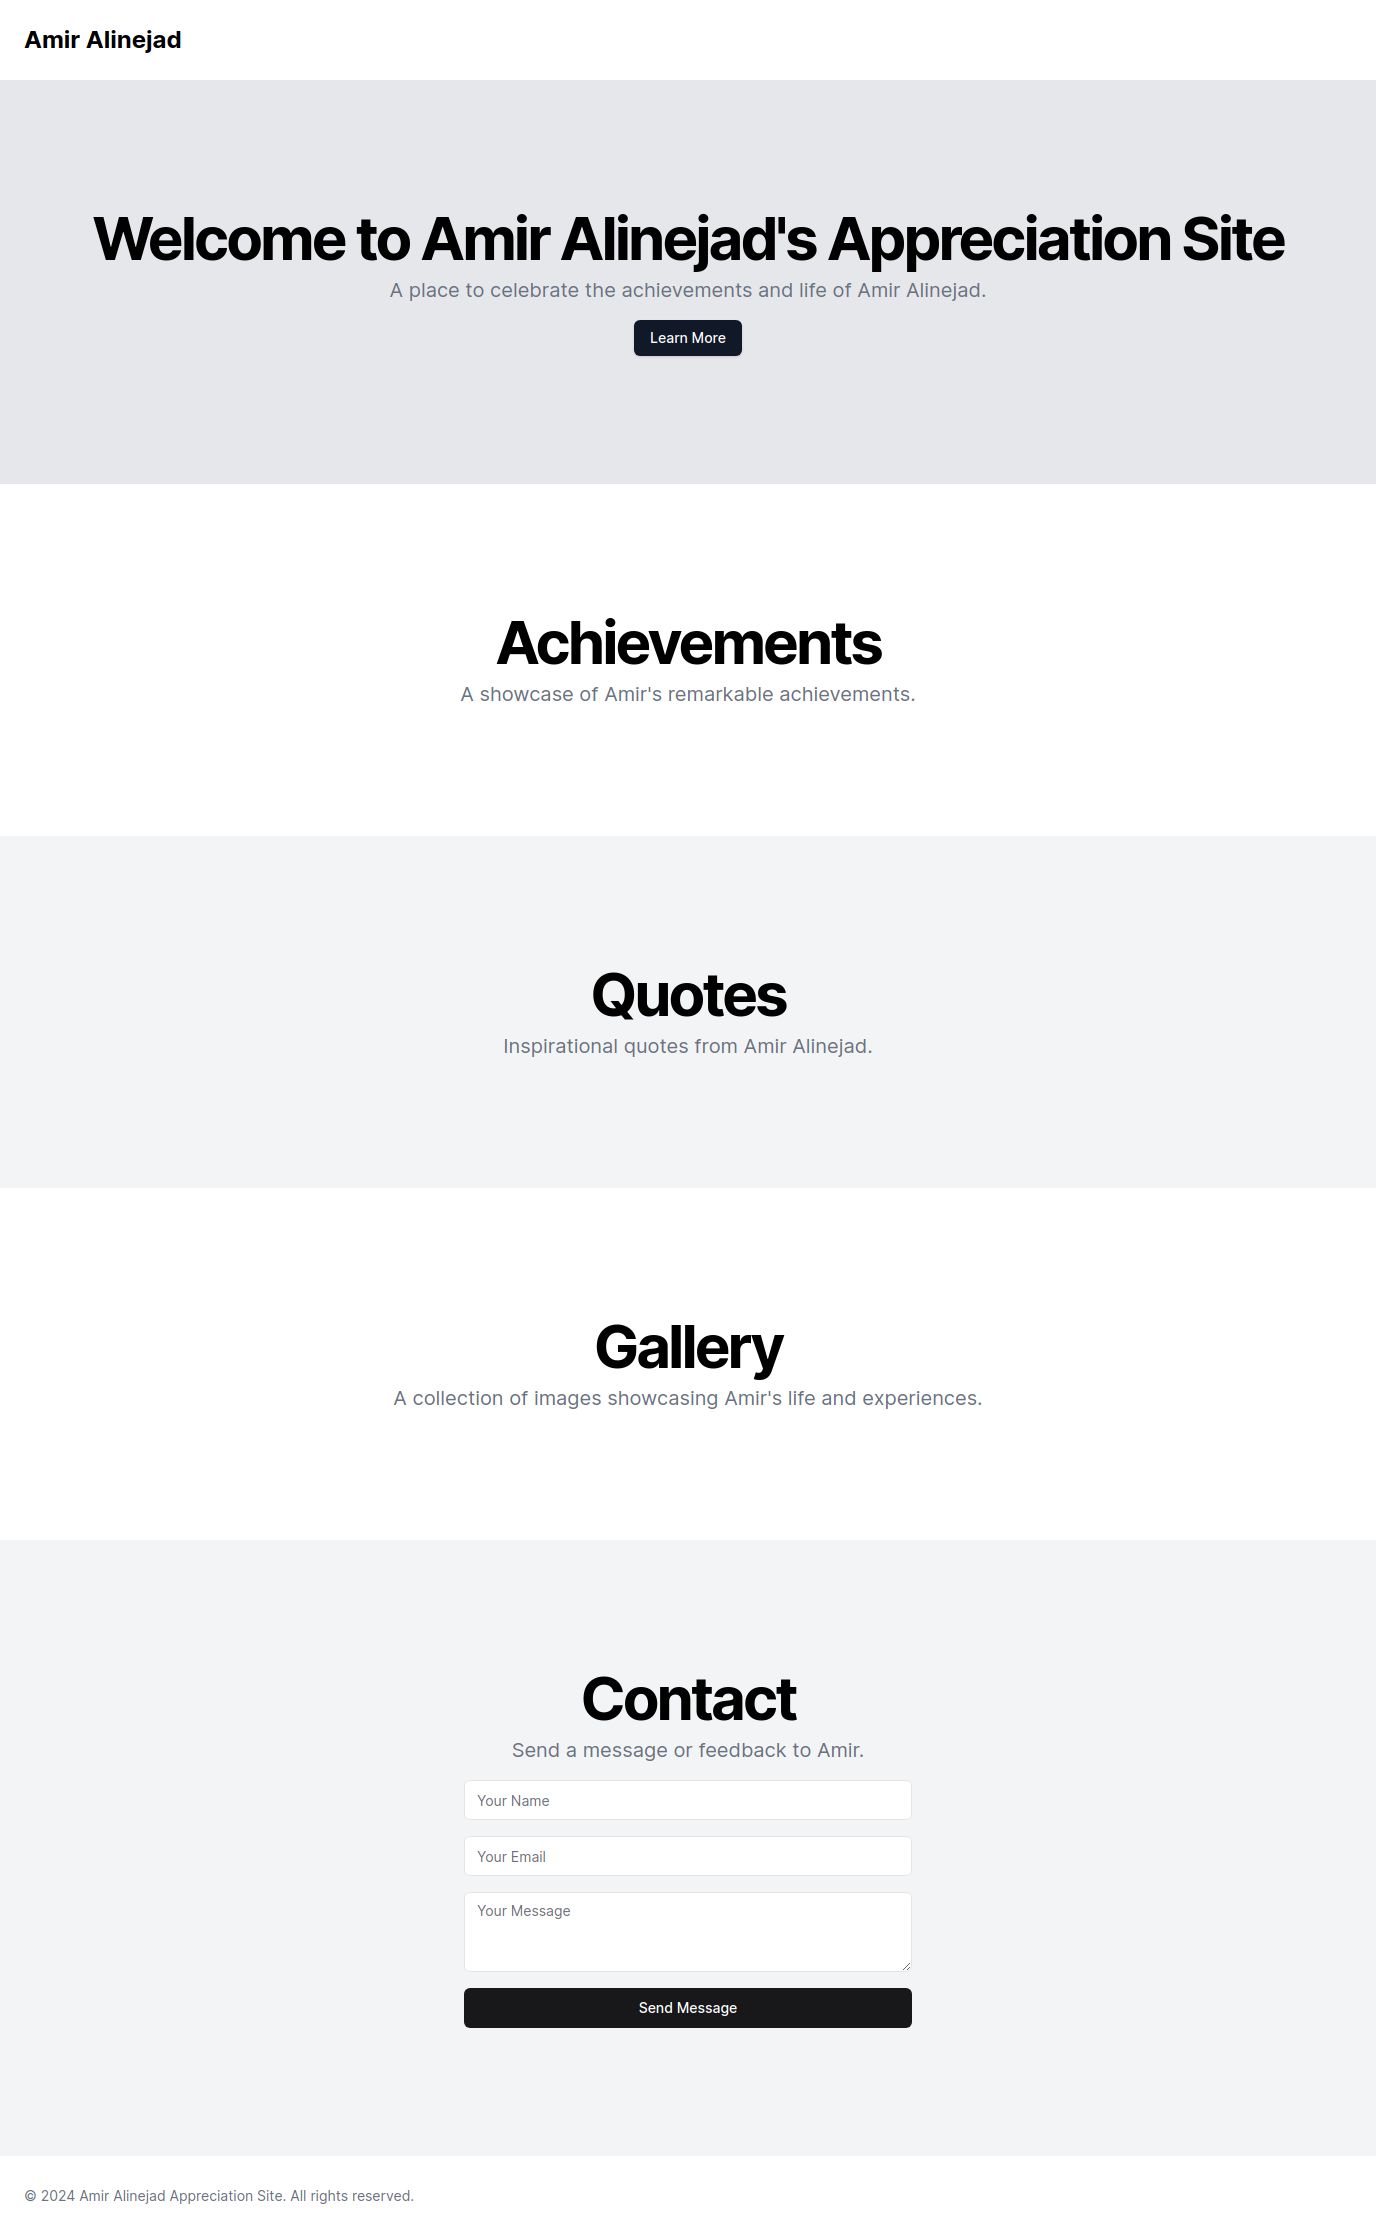 Amir Alinejad
Welcome to Amir Alinejad's Appreciation Site
A place to celebrate the achievements and life of Amir Alinejad.
Learn More
Achievements
A showcase of Amir's remarkable achievements.
Quotes
Inspirational quotes from Amir Alinejad.
Gallery
A collection of images showcasing Amir's life and experiences.
Contact
Send a message or feedback to Amir.
Your Name
Your Email
Your Message
Send Message
© 2024 Amir Alinejad Appreciation Site. All rights reserved.